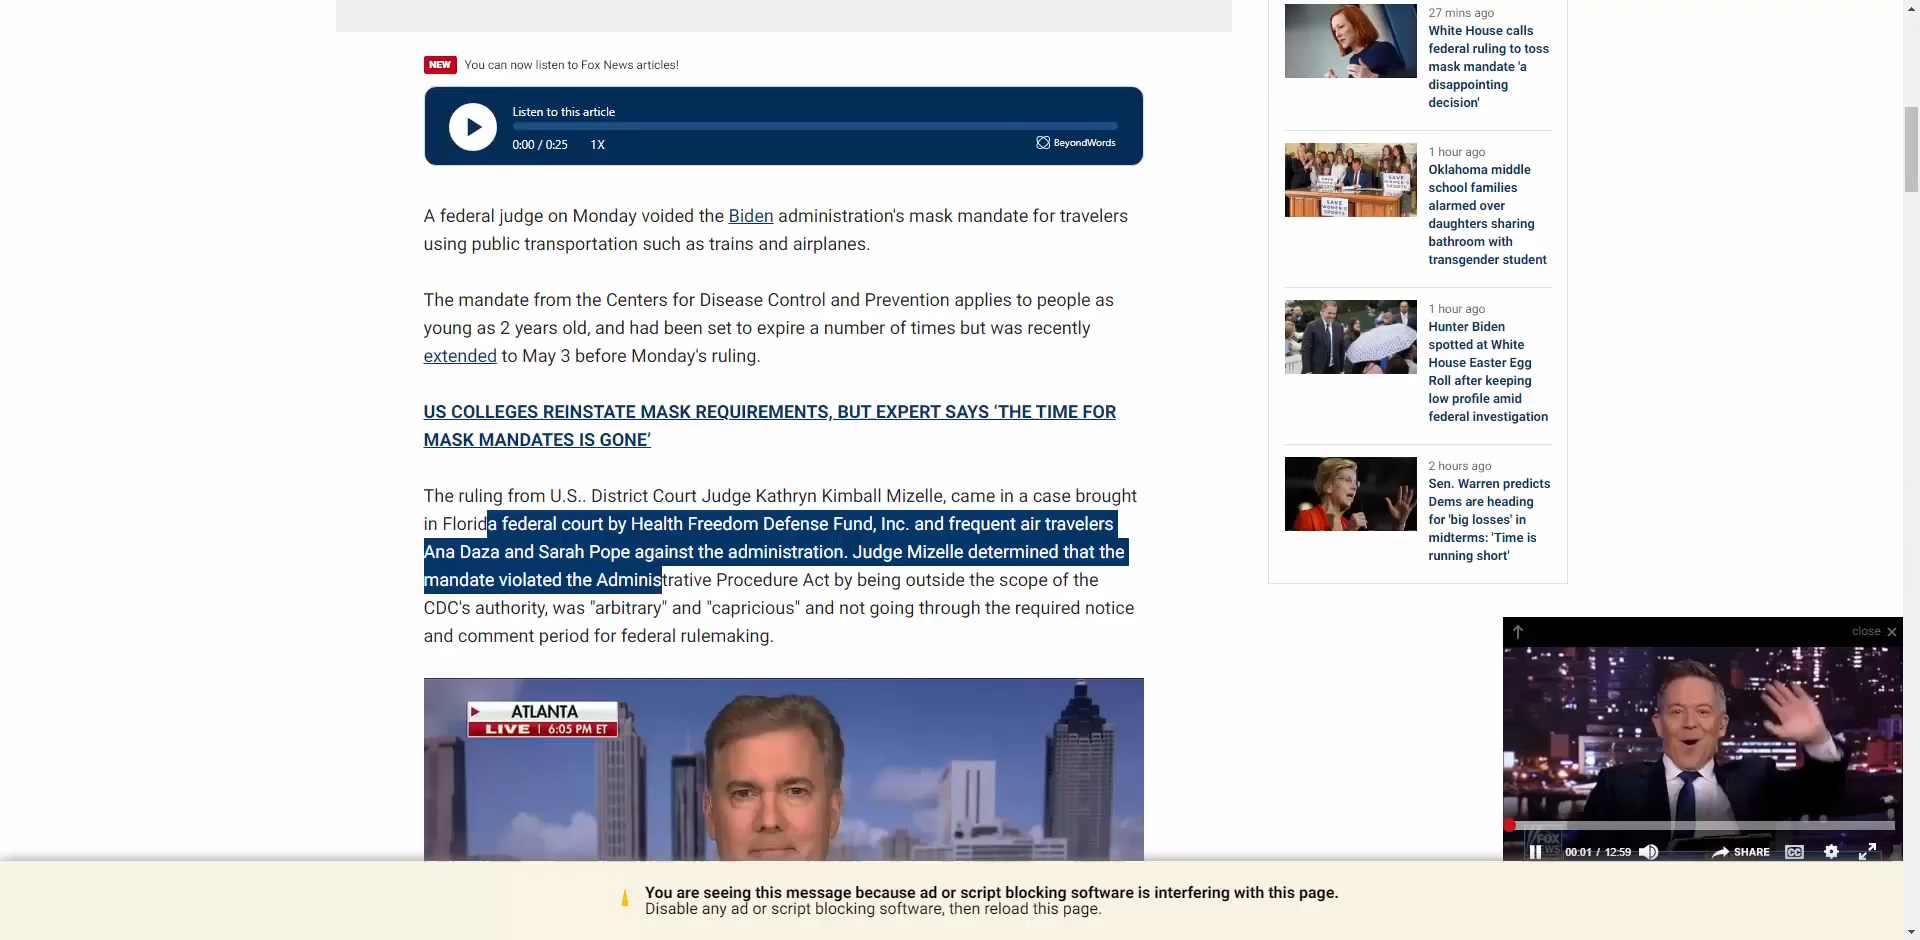 NEW You can now listen to Fox News articles!
Listen to this article
0:00 / 0:25 1X
BeyondWords
A federal judge on Monday voided the Biden administration's mask mandate for travelers
using public transportation such as trains and airplanes.
The mandate from the Centers for Disease Control and Prevention applies to people as
young as 2 years old, and had been set to expire a number of times but was recently
extended to May 3 before Monday's ruling.
US COLLEGES REINSTATE MASK REQUIREMENTS, BUT EXPERT SAYS ‘THE TIME FOR
MASK MANDATES IS GONE’
The ruling from U.S.. District Court Judge Kathryn Kimball Mizelle, came in a case brought
in Florida federal court by Health Freedom Defense Fund, Inc. and frequent air travelers
Ana Daza and Sarah Pope against the administration. Judge Mizelle determined that the
mandate violated the Administrative Procedure Act by being outside the scope of the
CDC's authority, was "arbitrary" and "capricious" and not going through the required notice
and comment period for federal rulemaking.
ATLANTA
LIVE | 6:05 PM ET
27 mins ago
White House calls
federal ruling to toss
mask mandate 'a
disappointing
decision'
1 hour ago
Oklahoma middle
school families
alarmed over
daughters sharing
bathroom with
transgender student
SAVE WOMEN'S SPORTS
1 hour ago
Hunter Biden
spotted at White
House Easter Egg
Roll after keeping
low profile amid
federal investigation
2 hours ago
Sen. Warren predicts
Dems are heading
for 'big losses' in
midterms: 'Time is
running short'
close
FOX NEWS
00:01 / 12:59 SHARE CC
You are seeing this message because ad or script blocking software is interfering with this page.
Disable any ad or script blocking software, then reload this page.